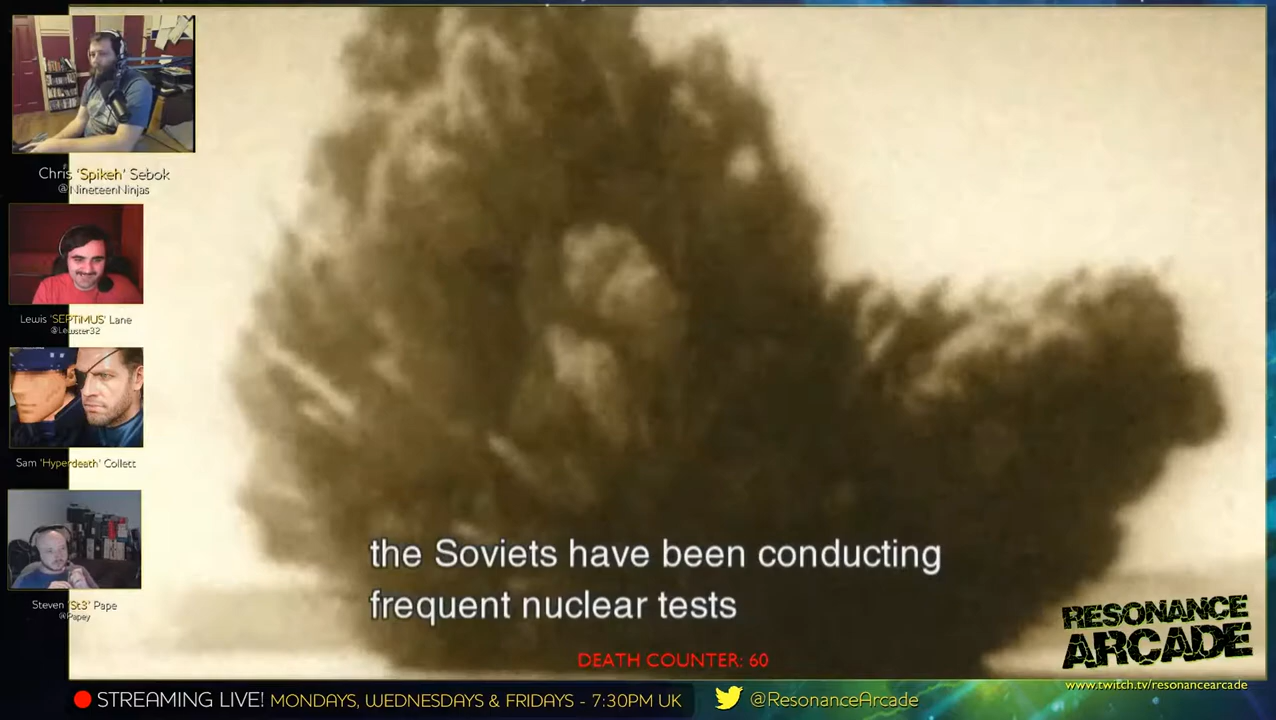 Chris 'Spikeh' Sebok
@NineteenNinjas
Lewis 'SEPTiMUS' Lane
@Lewster32
Sam 'Hyperdeath' Collett
Steven 'St3' Pape
@Papey
the Soviets have been conducting
frequent nuclear tests
DEATH COUNTER: 60
RESONANCE
ARCADE
www.twitch.tv/resonancearcade
STREAMING LIVE! MONDAYS, WEDNESDAYS & FRIDAYS - 7:30PM UK
@ResonanceArcade